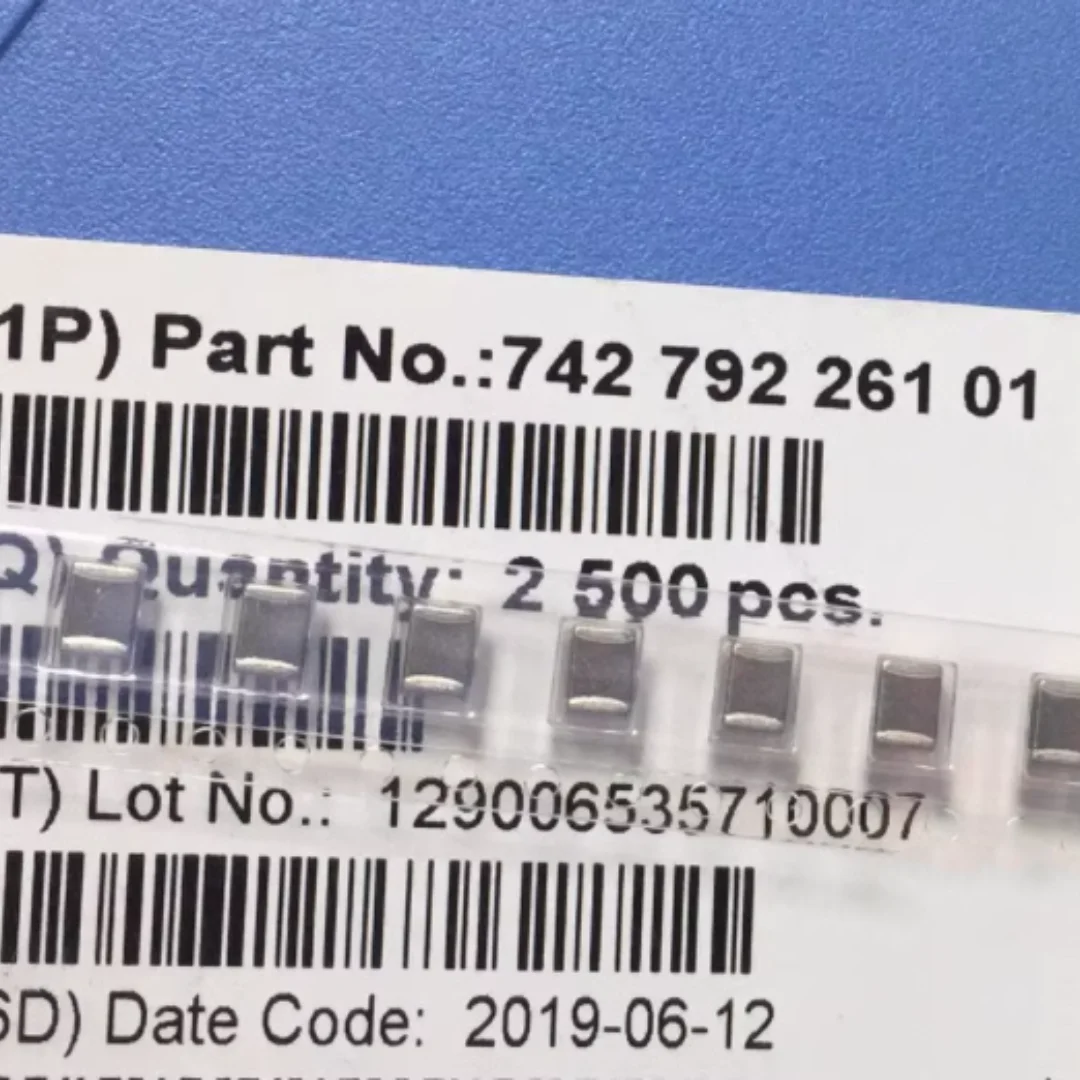 1P) Part No.:742 792 261 01
Q) Quantity: 2 500 pcs.
T) Lot No.: 129006535710007
6D) Date Code: 2019-06-12